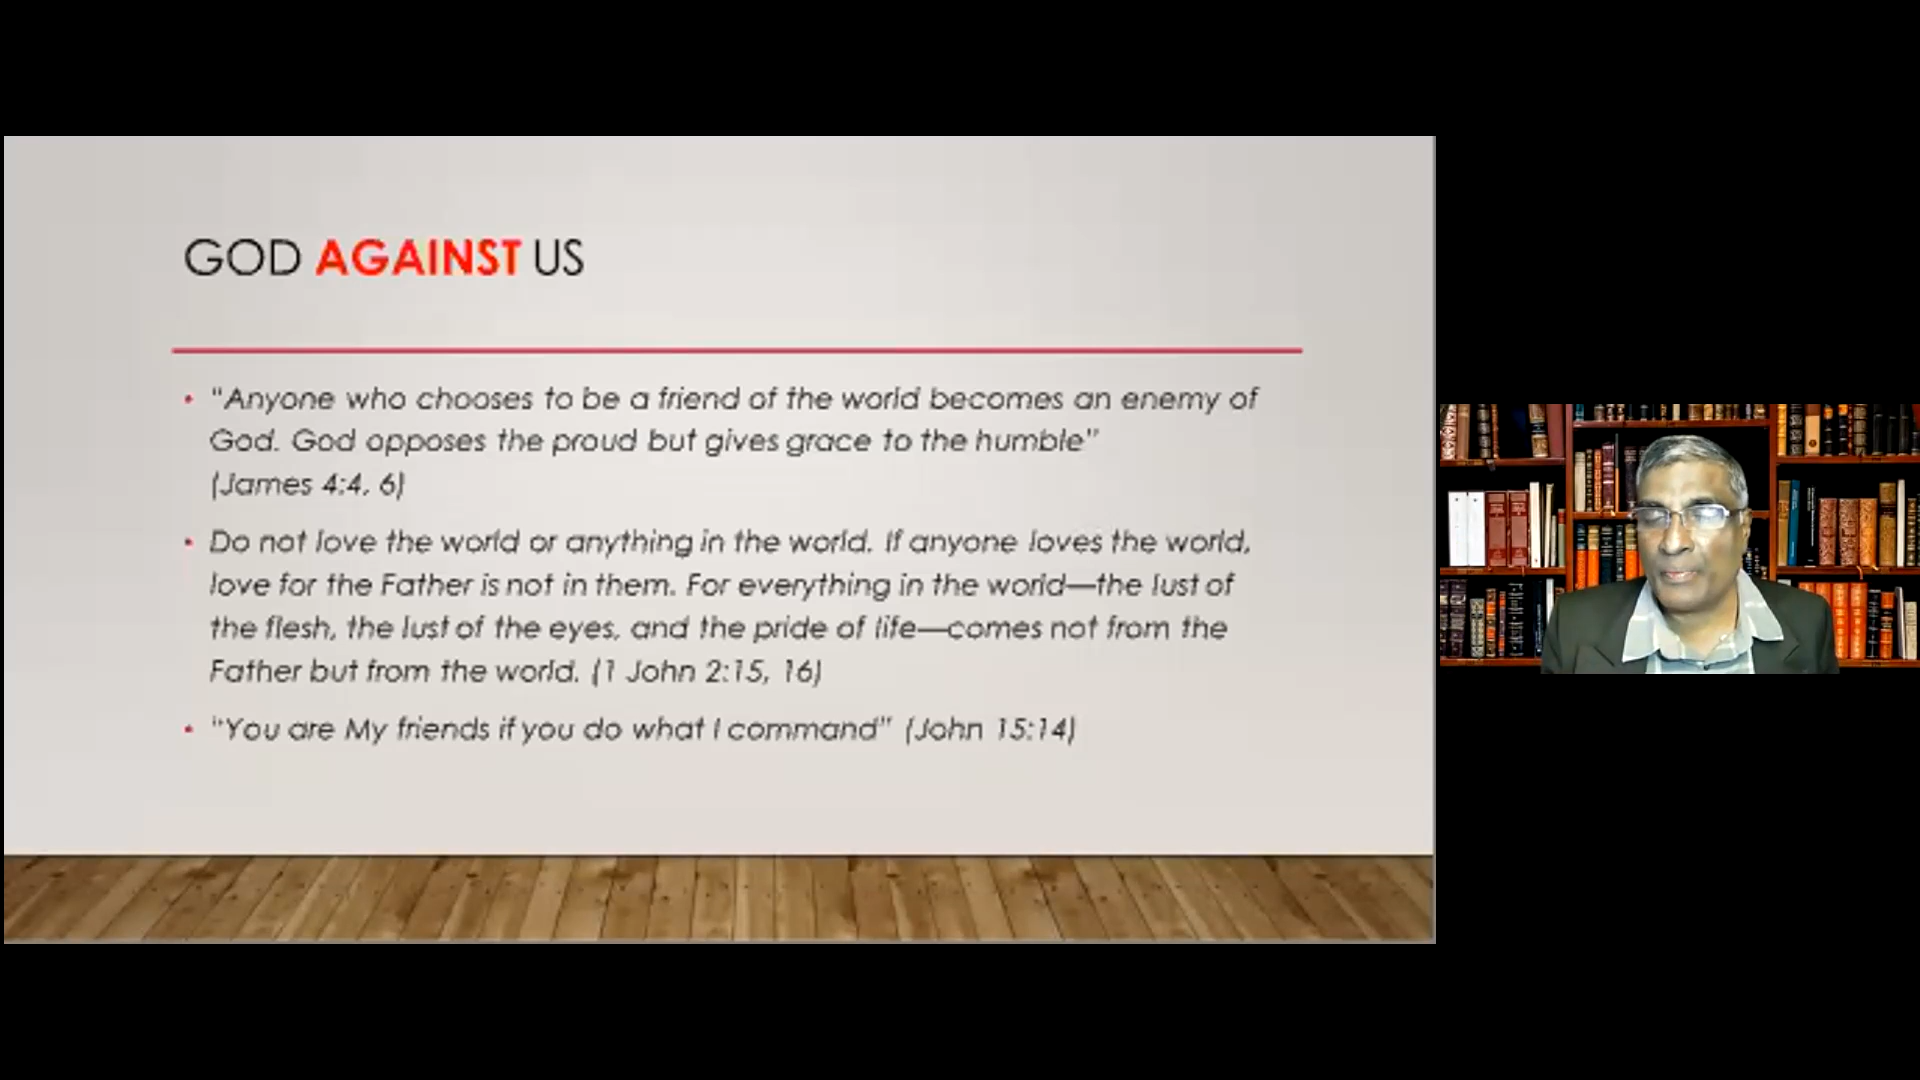 GOD AGAINST US
• "Anyone who chooses to be a friend of the world becomes an enemy of
God. God opposes the proud but gives grace to the humble"
(James 4:4, 6)
• Do not love the world or anything in the world. If anyone loves the world,
love for the Father is not in them. For everything in the world—the lust of
the flesh, the lust of the eyes, and the pride of life—comes not from the
Father but from the world. (1 John 2:15, 16)
• "You are My friends if you do what I command" (John 15:14)